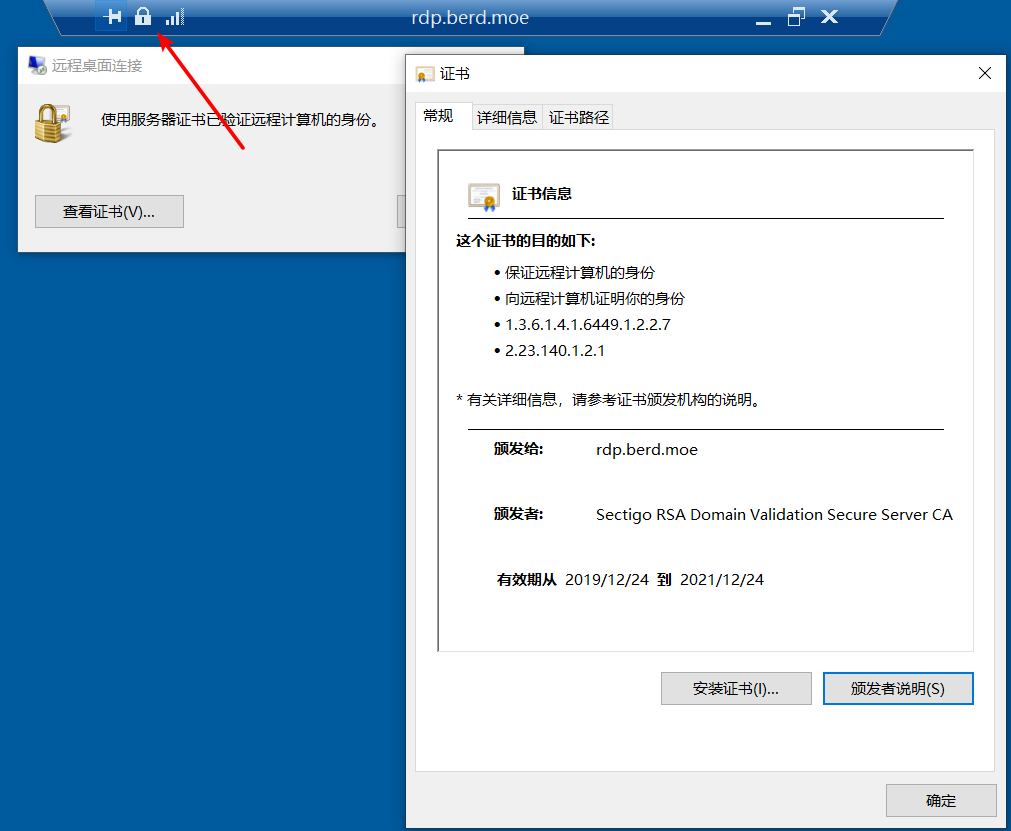 rdp.berd.moe
远程桌面连接
使用服务器证书已验证远程计算机的身份。
查看证书(V)...
证书
常规
详细信息
证书路径
证书信息
这个证书的目的如下:
• 保证远程计算机的身份
• 向远程计算机证明你的身份
• 1.3.6.1.4.1.6449.1.2.2.7
• 2.23.140.1.2.1
* 有关详细信息，请参考证书颁发机构的说明。
颁发给: rdp.berd.moe
颁发者: Sectigo RSA Domain Validation Secure Server CA
有效期从 2019/12/24 到 2021/12/24
安装证书(I)...
颁发者说明(S)
确定